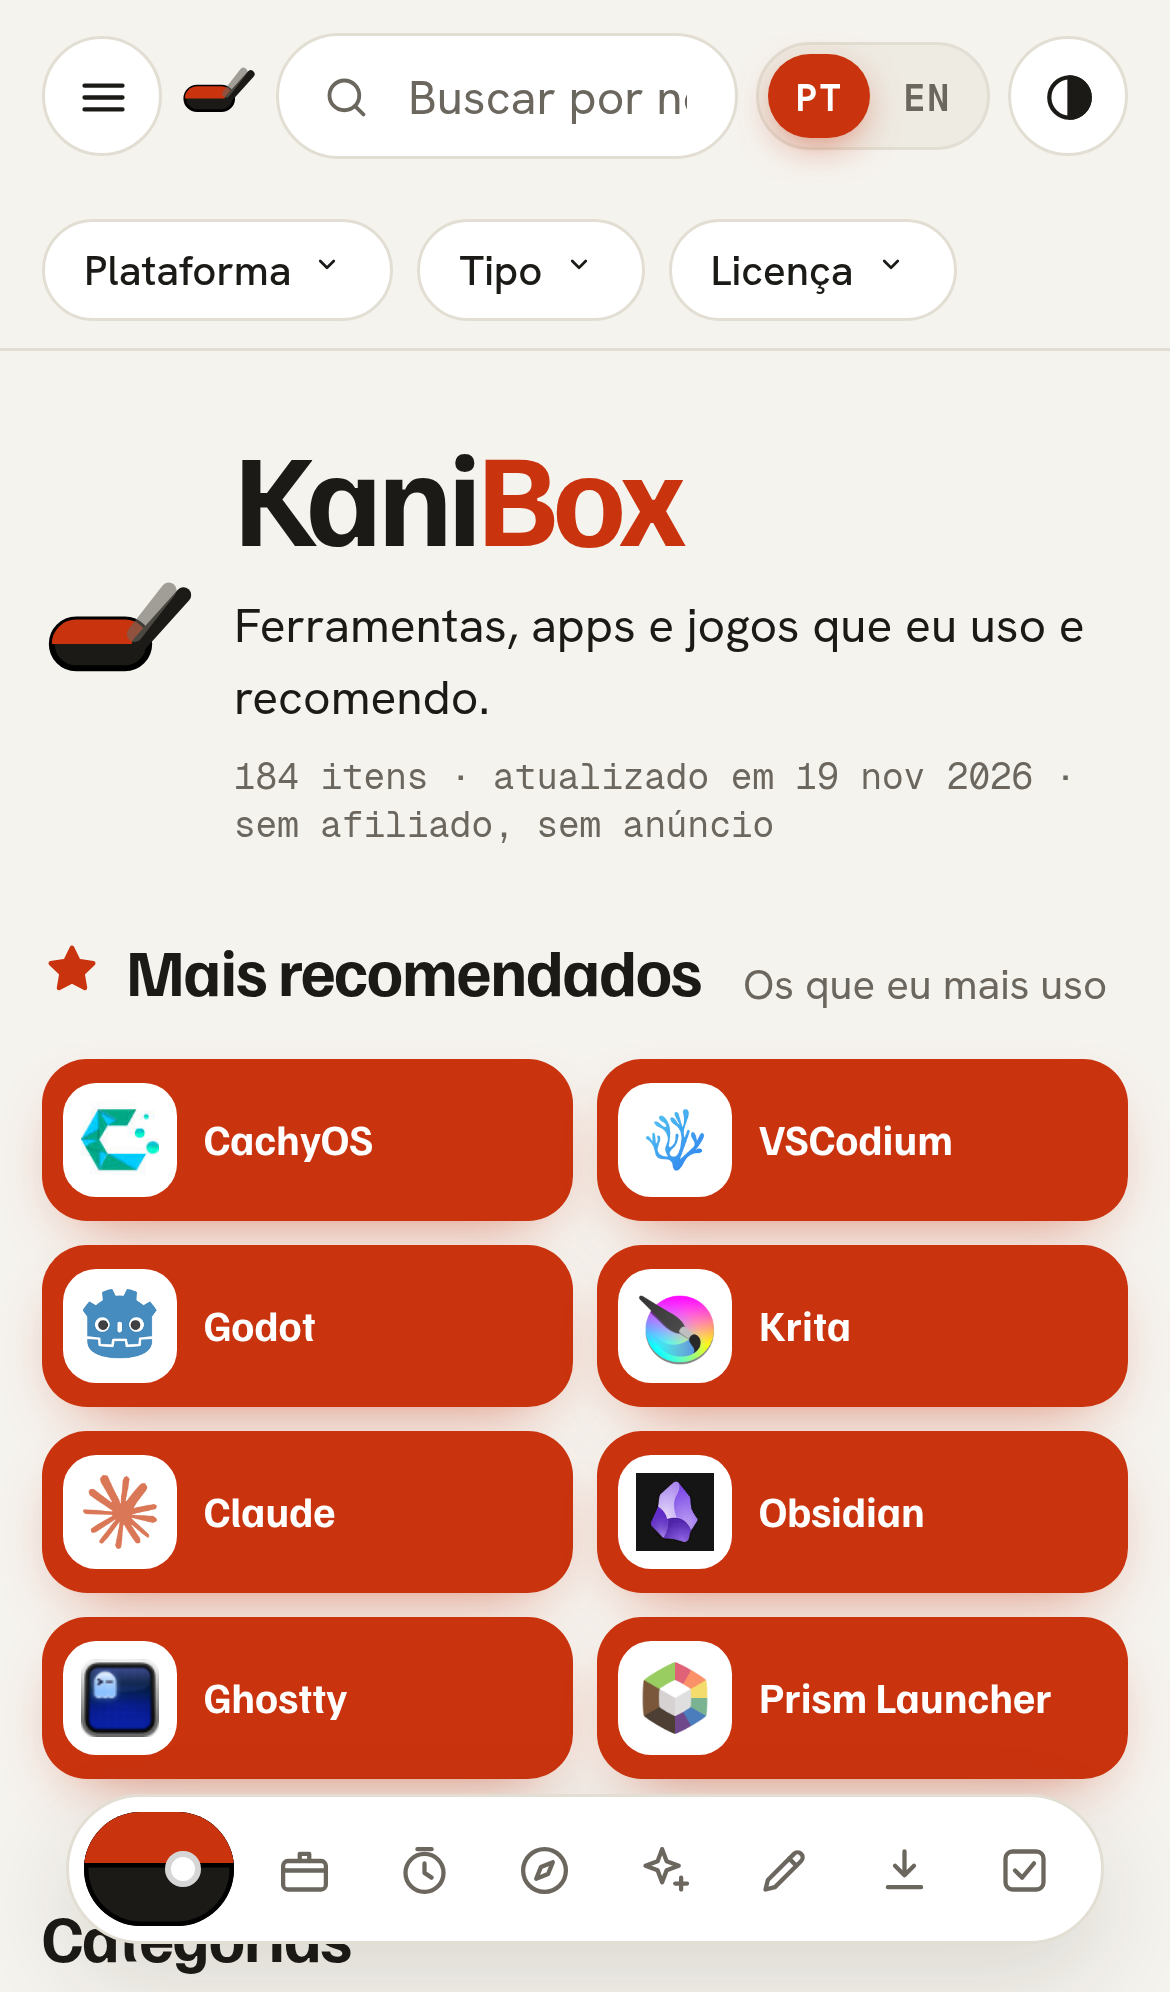 Buscar por n
PT
EN
Plataforma
Tipo
Licença
KaniBox
Ferramentas, apps e jogos que eu uso e
recomendo.
184 itens · atualizado em 19 nov 2026 ·
sem afiliado, sem anúncio
Mais recomendados
Os que eu mais uso
CachyOS
VSCodium
Godot
Krita
Claude
Obsidian
Ghostty
Prism Launcher
Categorias